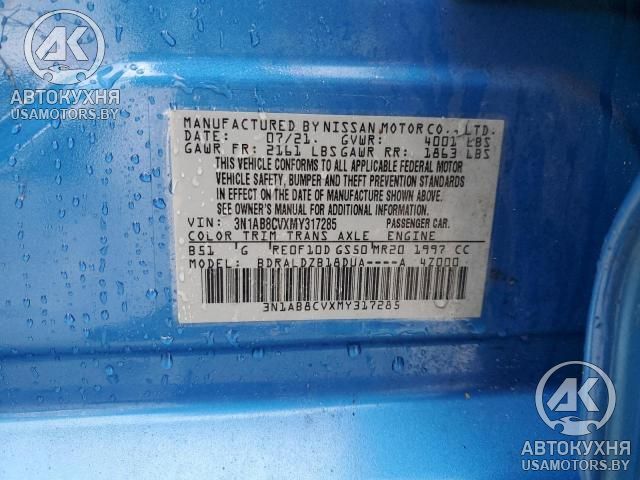 AK
АВТОКУХНЯ
USAMOTORS.BY
MANUFACTURED BY NISSAN MOTOR CO., LTD.
DATE: 07/21. GVWR: 4001 LBS
GAWR FR: 2161 LBS GAWR RR: 1863 LBS
THIS VEHICLE CONFORMS TO ALL APPLICABLE FEDERAL MOTOR
VEHICLE SAFETY, BUMPER AND THEFT PREVENTION STANDARDS
IN EFFECT ON THE DATE OF MANUFACTURE SHOWN ABOVE.
SEE OWNER'S MANUAL FOR ADDITIONAL INFORMATION.
VIN: 3N1AB8CVXMY317285 PASSENGER CAR.
COLOR TRIM TRANS AXLE ENGINE
B51 'G 'RE0F10D GS50 'MR20 1997 CC
MODEL: BDRALDZB18DUA----A 4Z000
3N1AB8CVXMY317285
AK
АВТОКУХНЯ
USAMOTORS.BY